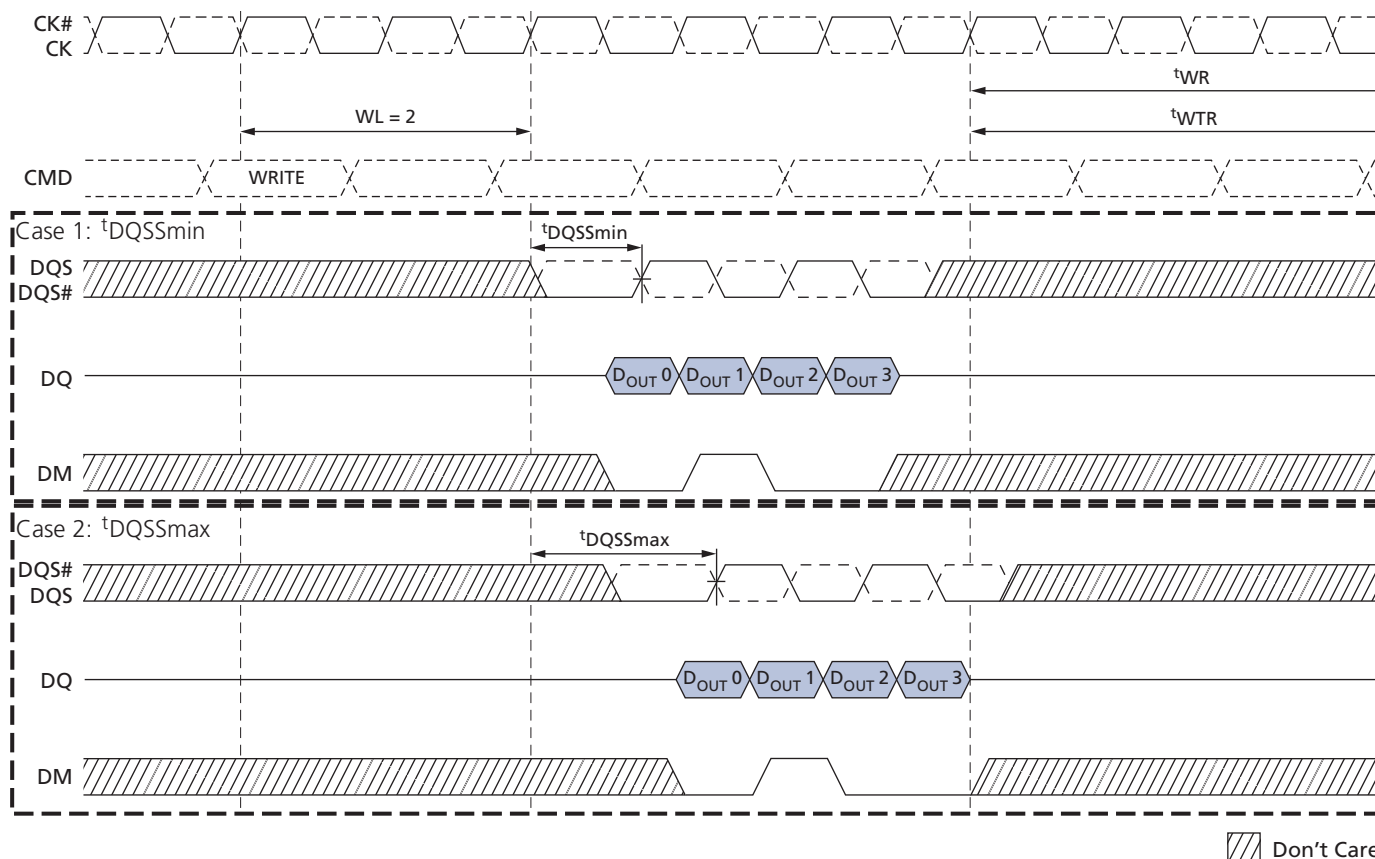 CK#
CK
tWR
WL = 2
tWTR
CMD
WRITE
Case 1: tDQSSmin
tDQSSmin
DQS
DQS#
DQ
DOUT 0 DOUT 1 DOUT 2 DOUT 3
DM
Case 2: tDQSSmax
tDQSSmax
DQS#
DQS
DQ
DOUT 0 DOUT 1 DOUT 2 DOUT 3
DM
Don't Care